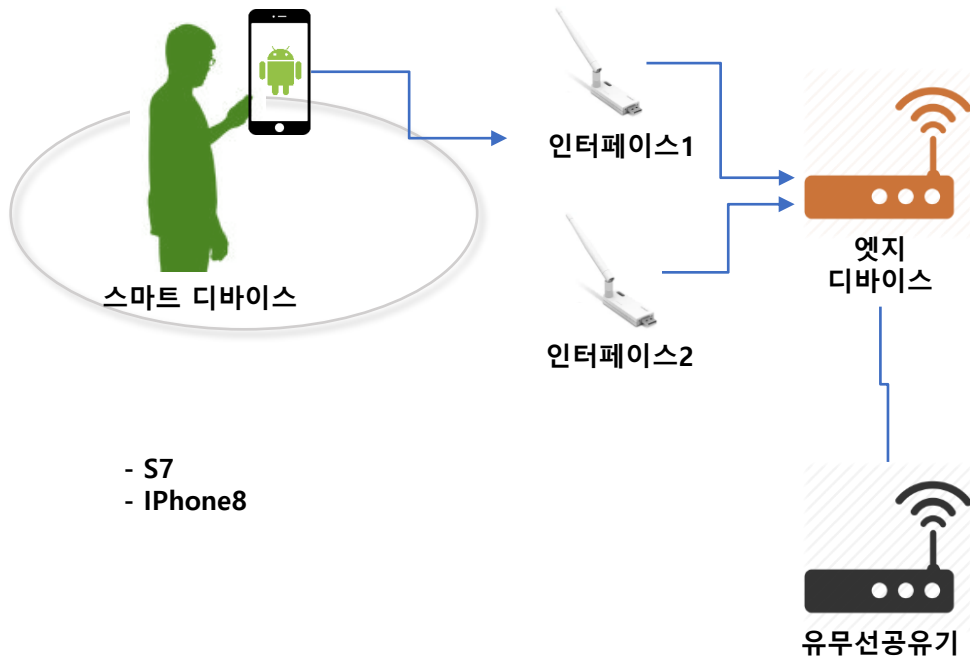 인터페이스1
엣지
디바이스
스마트 디바이스
인터페이스2
- S7
- IPhone8
유무선공유기